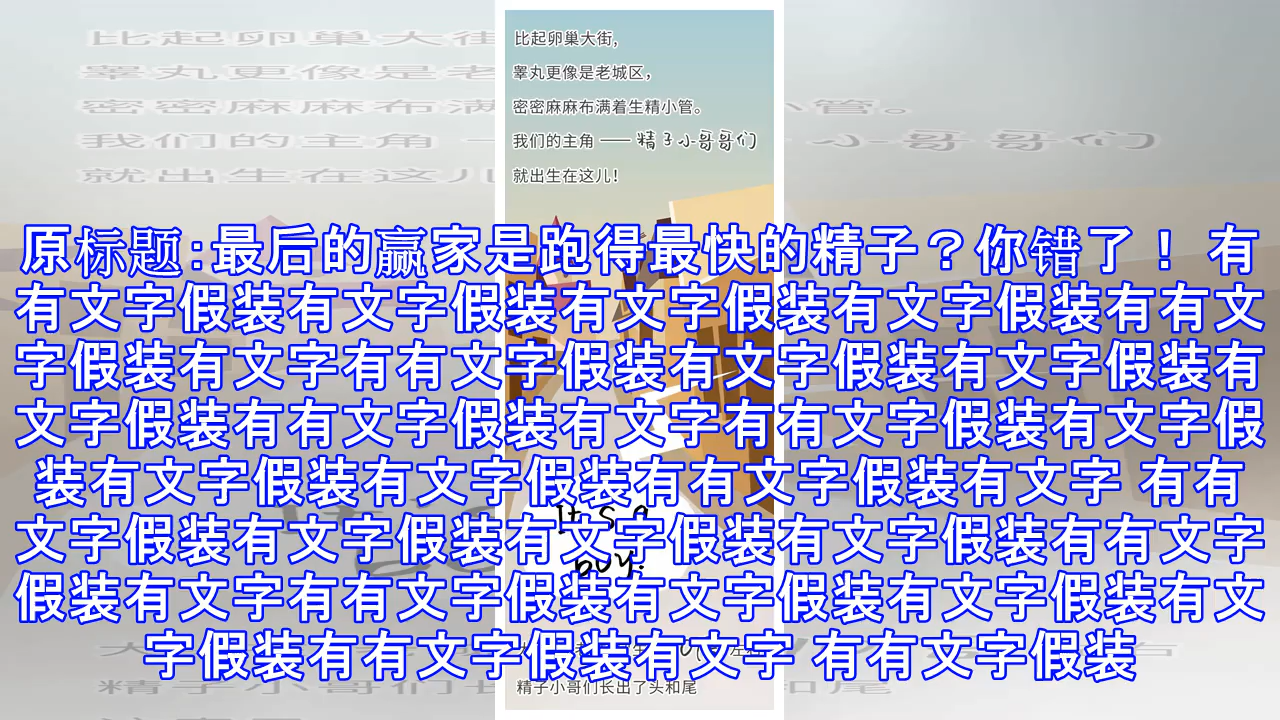 比起卵巢大街,
睾丸更像是老城区，
密密麻麻布满着生精小管。
我们的主角 —— 精子小哥哥们
就出生在这儿！
原标题:最后的赢家是跑得最快的精子？你错了！ 有
有文字假装有文字假装有文字假装有文字假装有有文
字假装有文字有有文字假装有文字假装有文字假装有
文字假装有有文字假装有文字有有文字假装有文字假
装有文字假装有文字假装有有文字假装有文字 有有
文字假装有文字假装有文字假装有文字假装有有文字
假装有文字有有文字假装有文字假装有文字假装有文
字假装有有文字假装有文字 有有文字假装
It's a
boy!
精子小哥们长出了头和尾